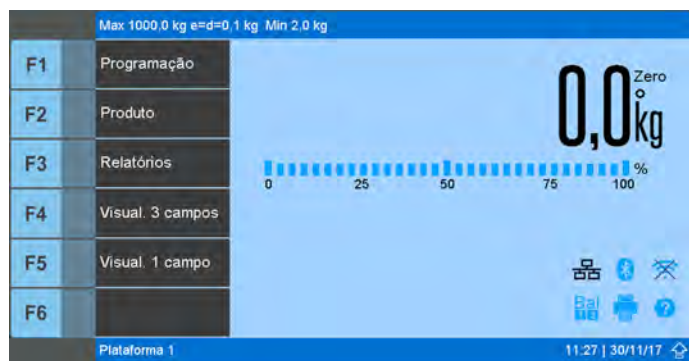 Max 1000,0 kg e=d=0,1 kg Min 2,0 kg
F1 Programação
F2 Produto
F3 Relatórios
F4 Visual. 3 campos
F5 Visual. 1 campo
F6
0,0 kg
Zero
%
0 25 50 75 100
Bal
1 2
?
Plataforma 1
11:27 | 30/11/17